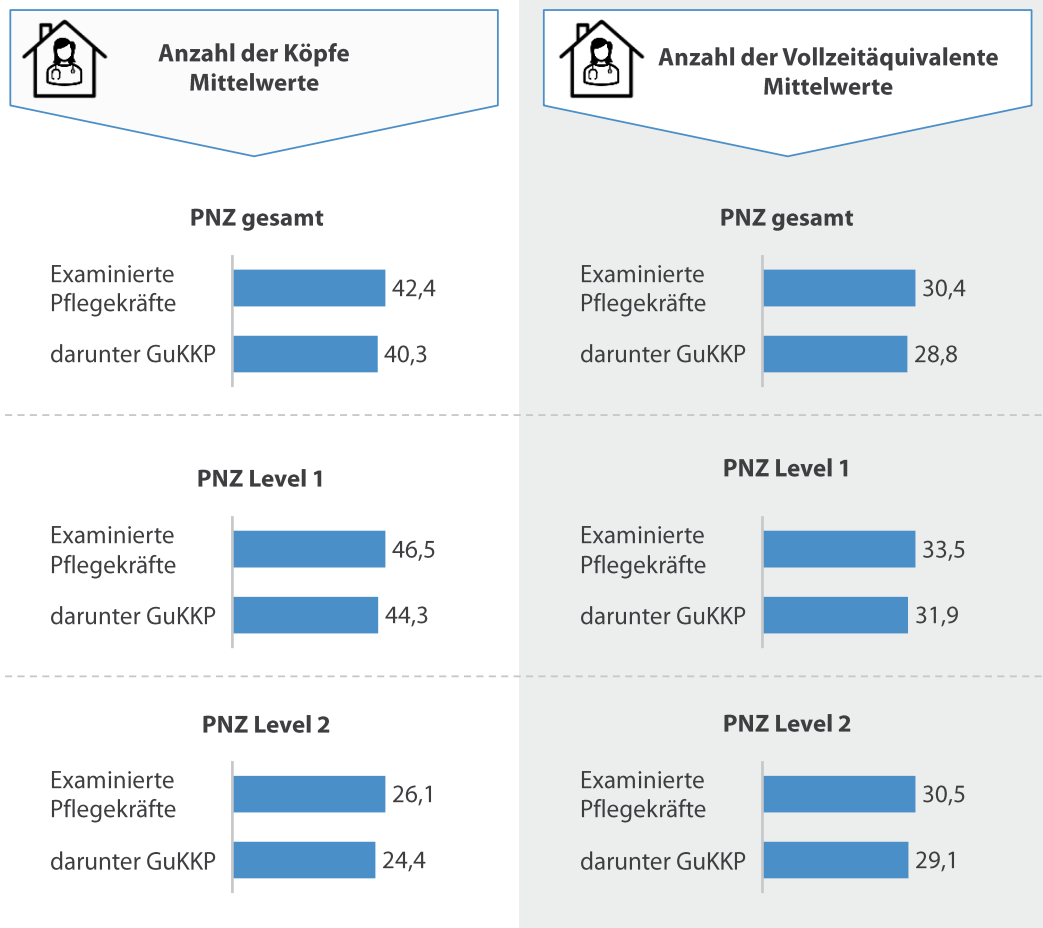 Anzahl der Köpfe
Mittelwerte
PNZ gesamt
Examinierte
Pflegekräfte
42,4
darunter GuKKP
40,3
PNZ Level 1
Examinierte
Pflegekräfte
46,5
darunter GuKKP
44,3
PNZ Level 2
Examinierte
Pflegekräfte
26,1
darunter GuKKP
24,4
Anzahl der Vollzeitäquivalente
Mittelwerte
PNZ gesamt
Examinierte
Pflegekräfte
30,4
darunter GuKKP
28,8
PNZ Level 1
Examinierte
Pflegekräfte
33,5
darunter GuKKP
31,9
PNZ Level 2
Examinierte
Pflegekräfte
30,5
darunter GuKKP
29,1